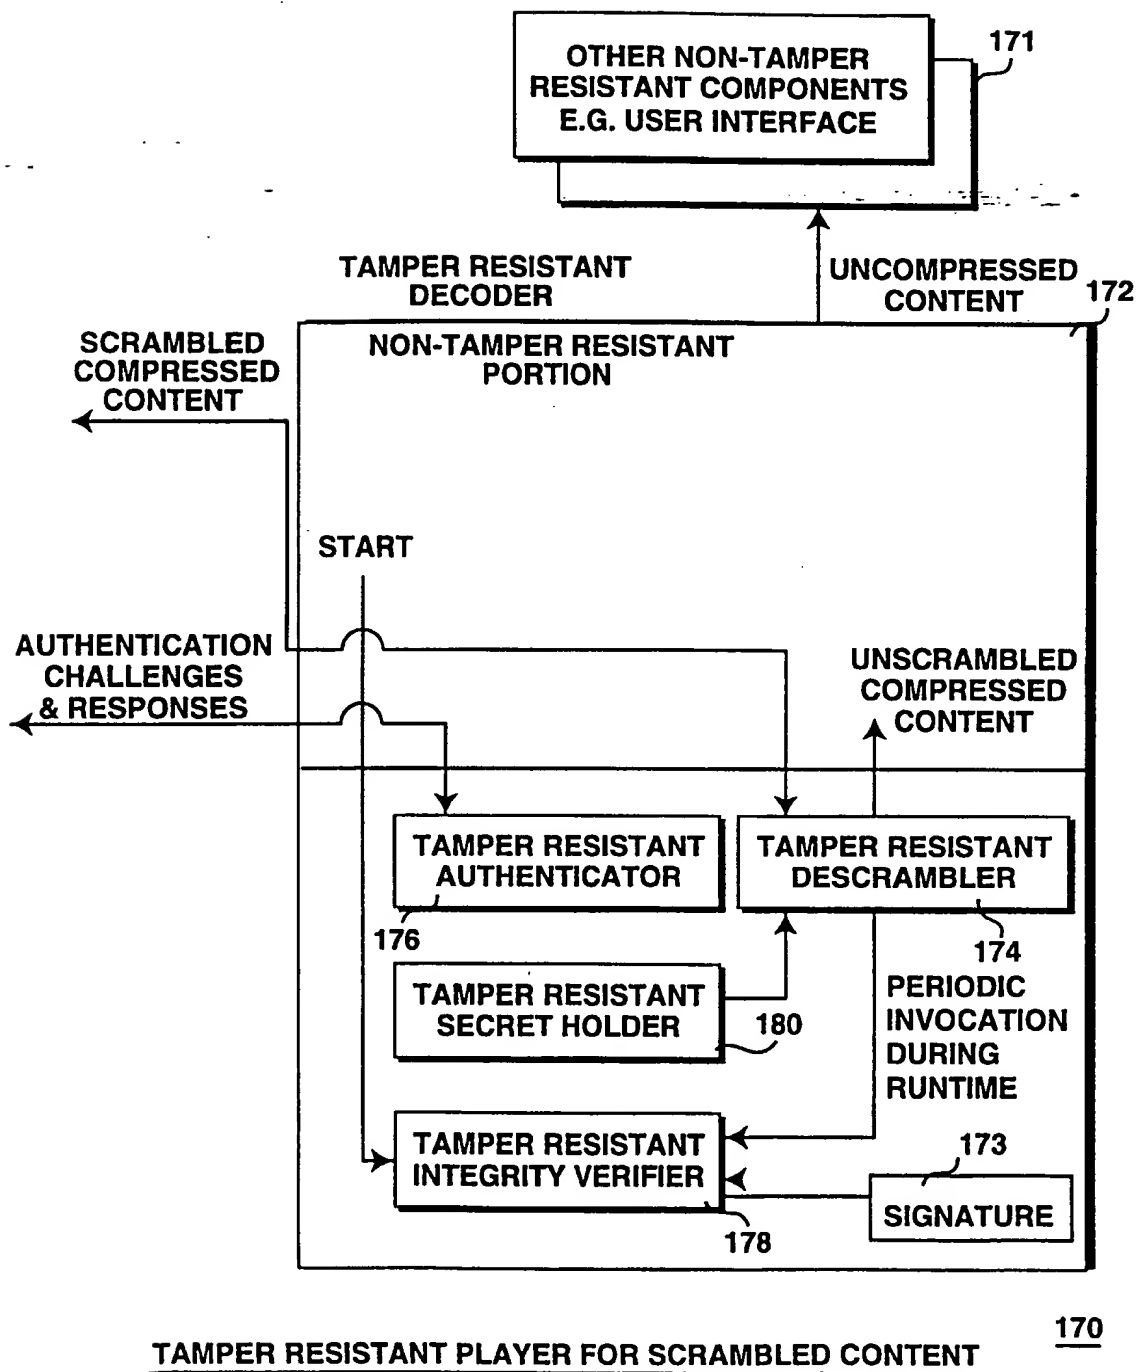 171
OTHER NON-TAMPER
RESISTANT COMPONENTS
E.G. USER INTERFACE
TAMPER RESISTANT
DECODER
UNCOMPRESSED
CONTENT
172
SCRAMBLED
COMPRESSED
CONTENT
NON-TAMPER RESISTANT
PORTION
START
AUTHENTICATION
CHALLENGES
& RESPONSES
UNSCRAMBLED
COMPRESSED
CONTENT
TAMPER RESISTANT
AUTHENTICATOR
176
TAMPER RESISTANT
DESCRAMBLER
174
TAMPER RESISTANT
SECRET HOLDER
180
PERIODIC
INVOCATION
DURING
RUNTIME
TAMPER RESISTANT
INTEGRITY VERIFIER
178
173
SIGNATURE
170
TAMPER RESISTANT PLAYER FOR SCRAMBLED CONTENT